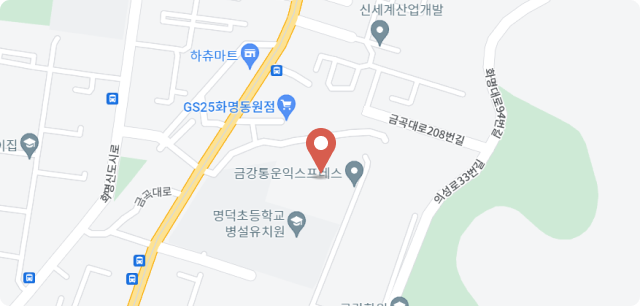 신세계산업개발
하츄마트
GS25화명동원점
화명대로94번길
금곡대로208번길
이집
금강통운익스프레스
화명신도시로
금곡대로
의성로33번길
명덕초등학교
병설유치원